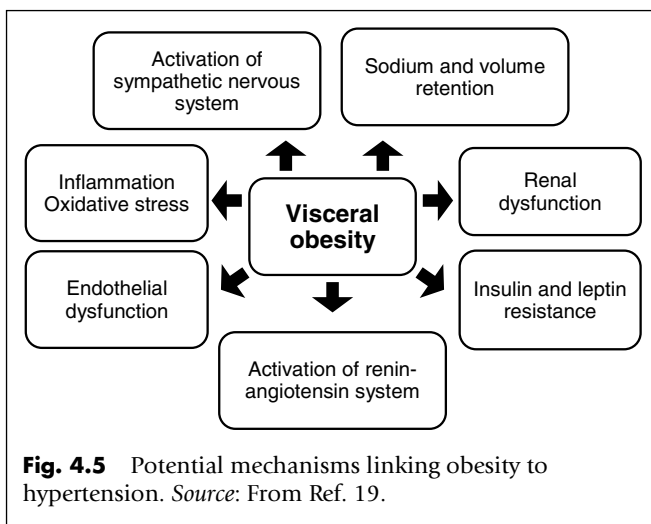 Activation of
sympathetic nervous
system
Sodium and volume
retention
Inflammation
Oxidative stress
Visceral
obesity
Renal
dysfunction
Endothelial
dysfunction
Insulin and leptin
resistance
Activation of renin-
angiotensin system
Fig. 4.5 Potential mechanisms linking obesity to
hypertension. Source: From Ref. 19.